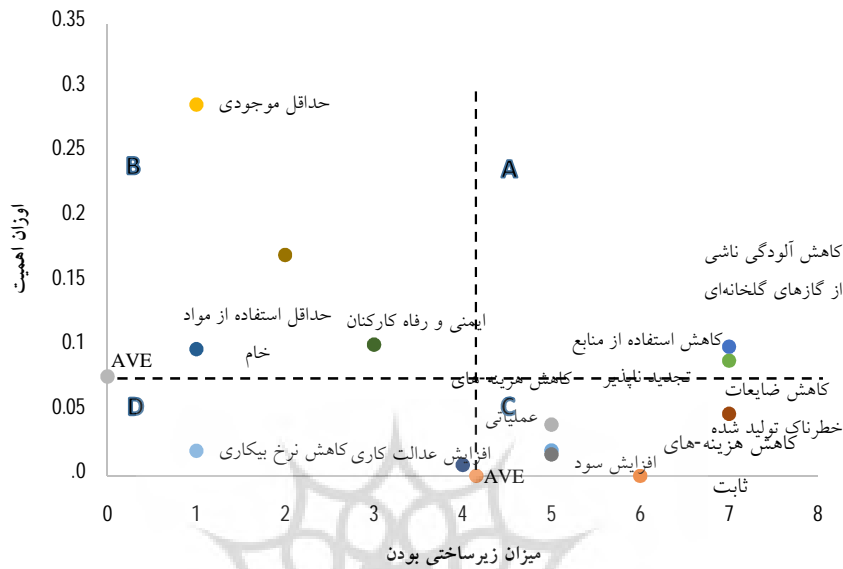 0.35
0.3
0.25
0.2
0.15
0.1
0.05
.0
اوزان اهمیت
حداقل موجودی
B
A
کاهش آلودگی ناشی
از گازهای گلخانه‌ای
حداقل استفاده از مواد
خام
ایمنی و رفاه کارکنان
کاهش استفاده از منابع
تجدید ناپذیر
AVE
کاهش هزینه-های
عملیاتی
کاهش ضایعات
خطرناک تولید شده
D
C
کاهش نرخ بیکاری
افزایش عدالت کاری
افزایش سود
کاهش هزینه-های
ثابت
AVE
0 1 2 3 4 5 6 7 8
میزان زیرساختی بودن